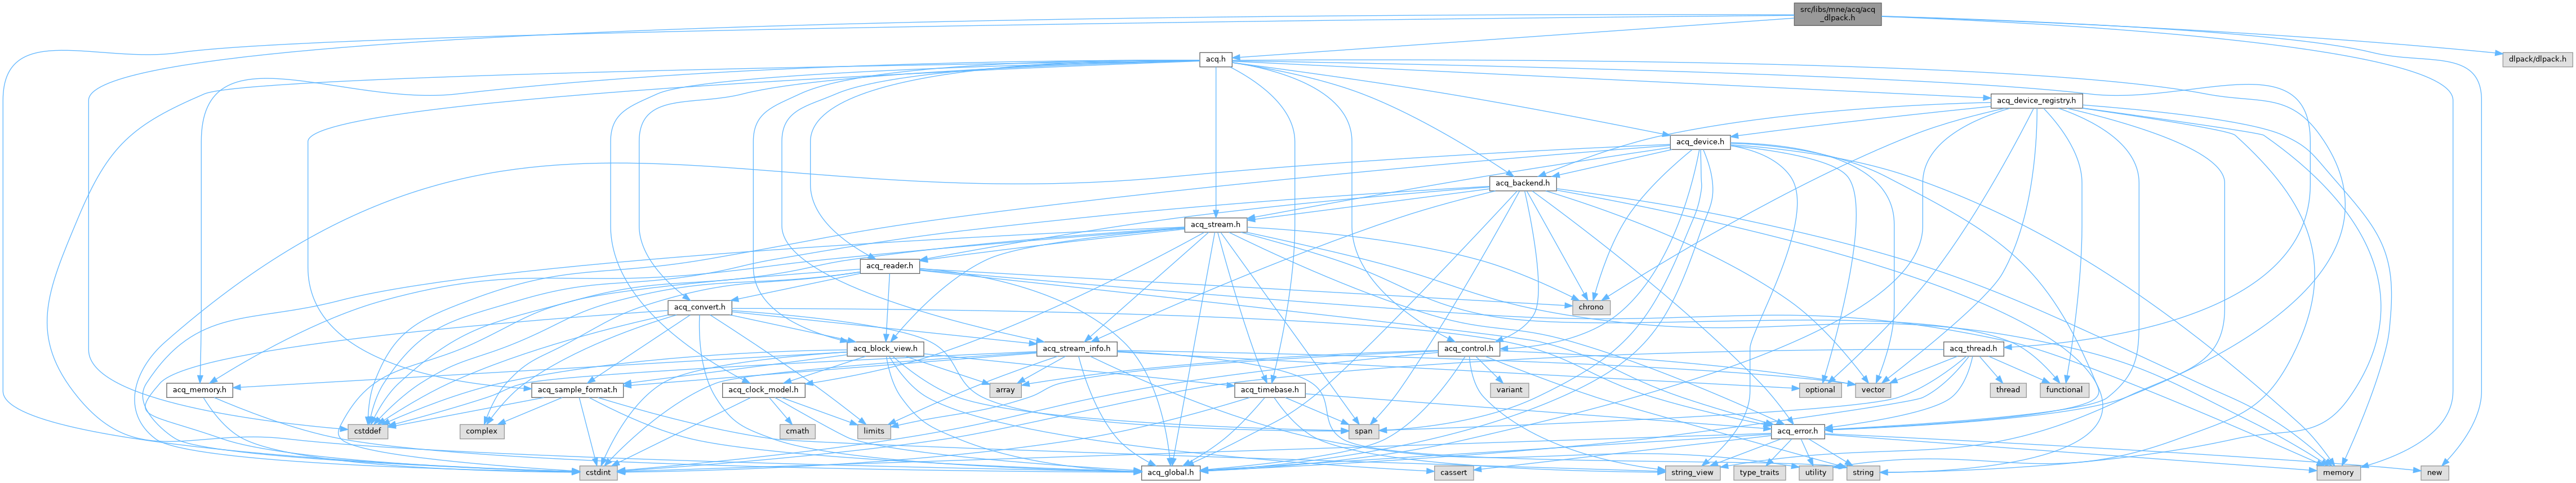 src/libs/mne/acq/acq
_dlpack.h
acq.h
dlpack/dlpack.h
acq_device_registry.h
acq_device.h
acq_backend.h
acq_stream.h
acq_reader.h
acq_convert.h
chrono
acq_block_view.h
acq_stream_info.h
acq_control.h
acq_thread.h
acq_memory.h
acq_sample_format.h
acq_clock_model.h
array
acq_timebase.h
variant
optional
vector
thread
functional
cstddef
complex
cmath
limits
span
acq_error.h
cstdint
acq_global.h
cassert
string_view
type_traits
utility
string
memory
new